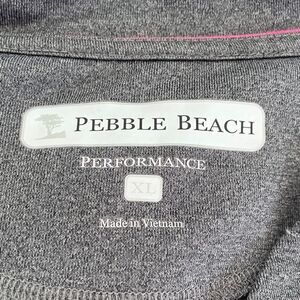 PEBBLE BEACH
PERFORMANCE
XL
Made in Vietnam